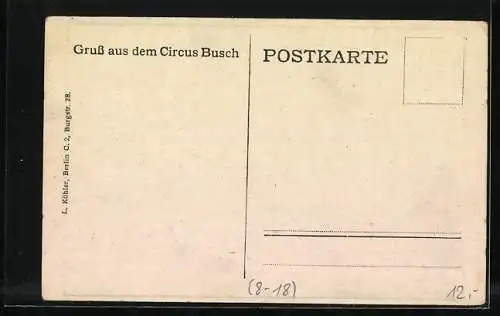 Gruß aus dem Circus Busch
POSTKARTE
L. Köhler, Berlin C. 2, Burgstr. 28.
(8-18)
12,-